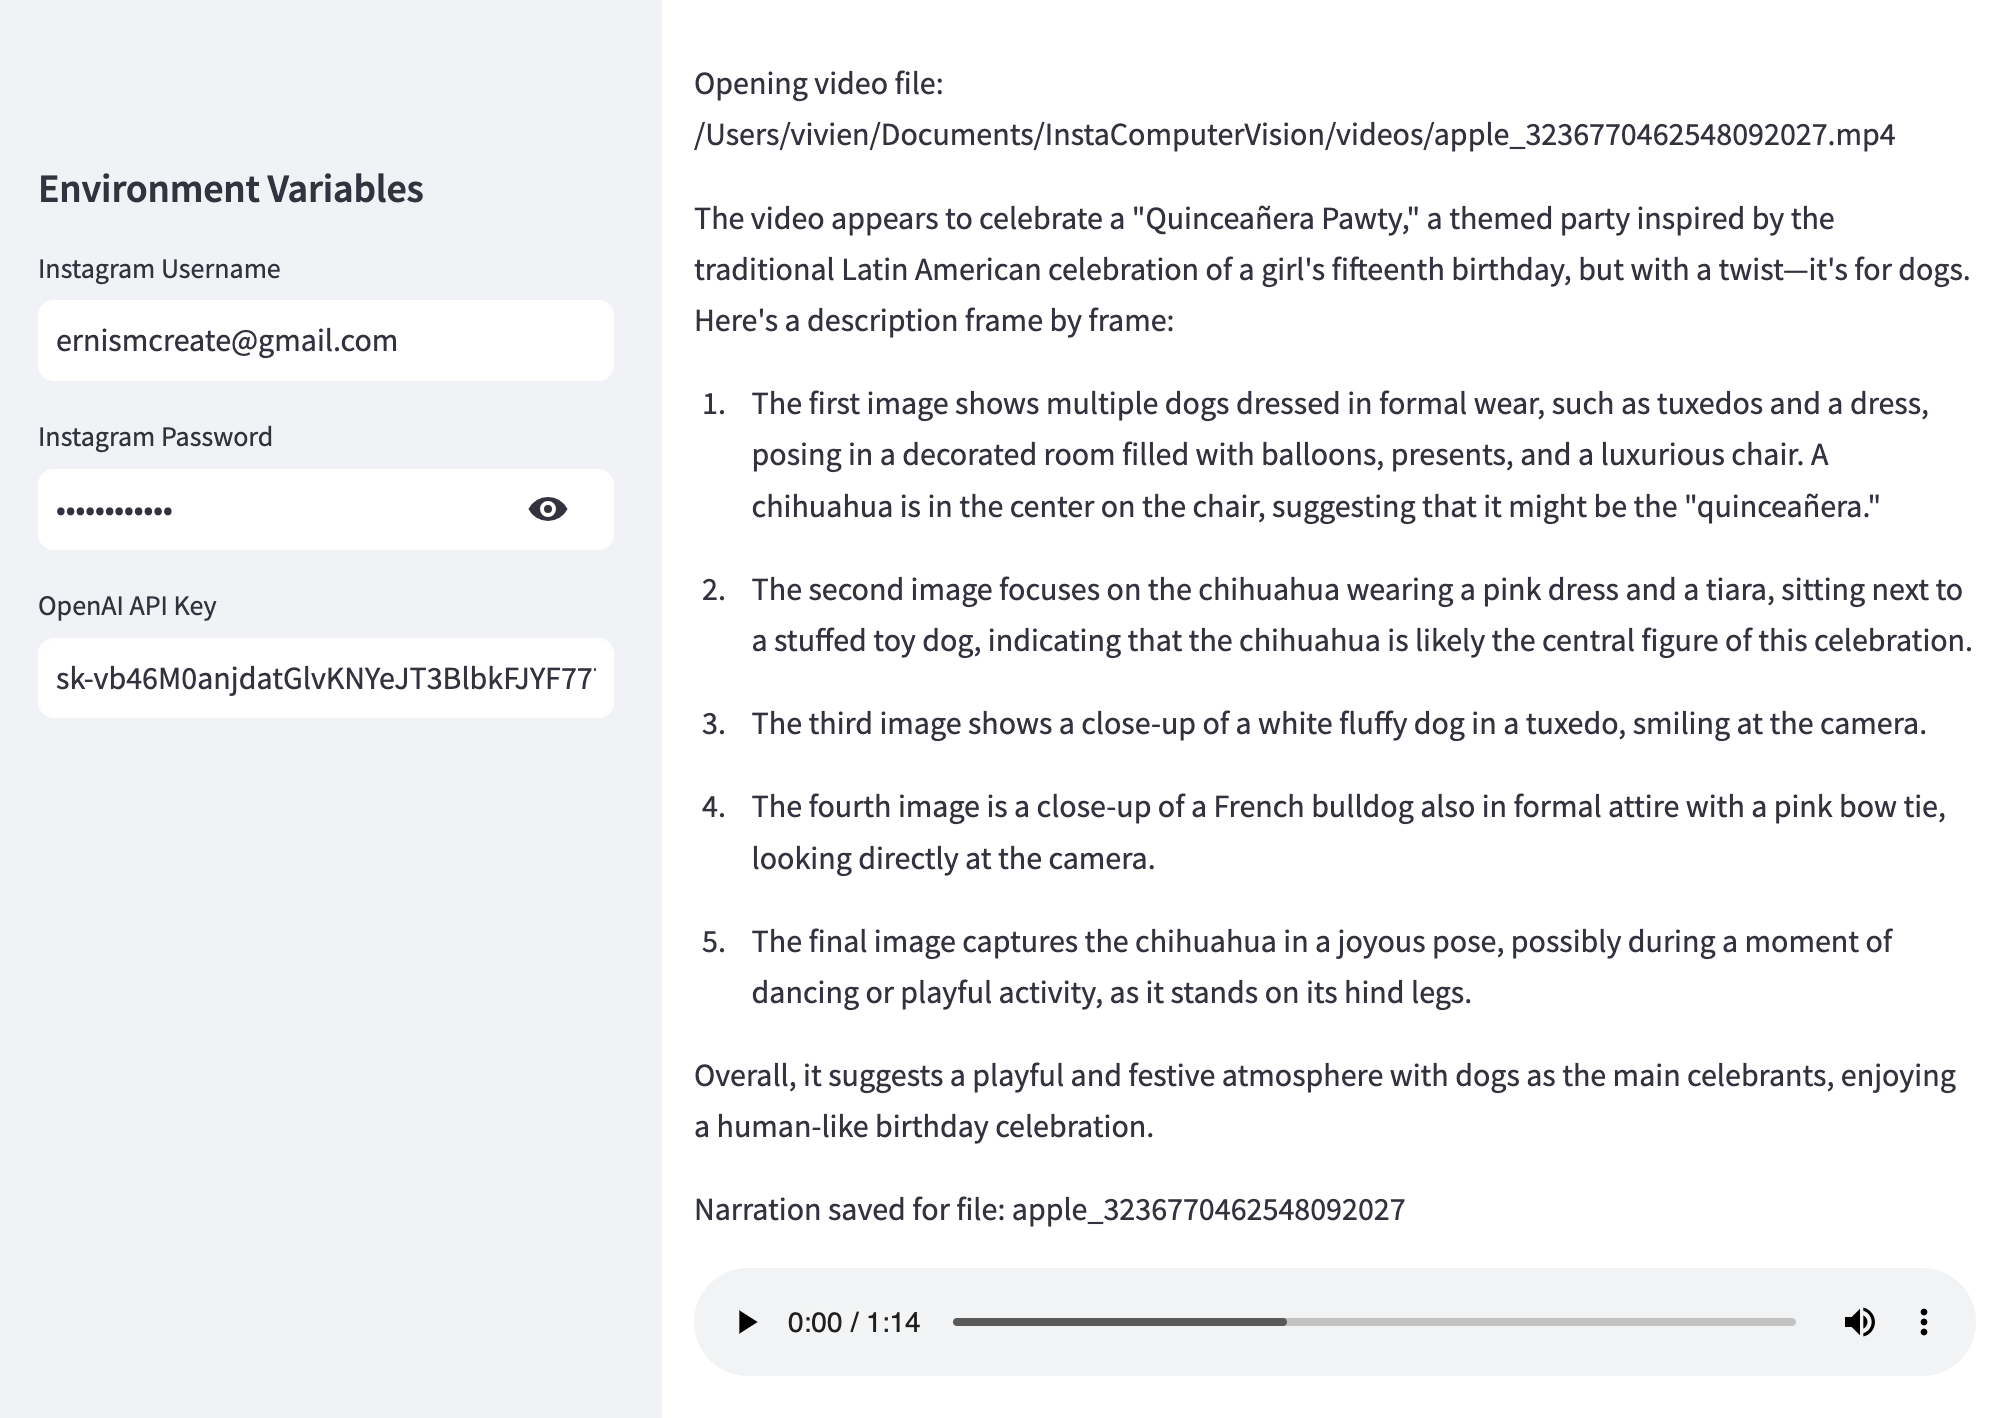 Environment Variables
Instagram Username
ernismcreate@gmail.com
Instagram Password
••••••••••••
OpenAI API Key
sk-vb46M0anjdatGlvKNYeJT3BlbkFJYF77
Opening video file:
/Users/vivien/Documents/InstaComputerVision/videos/apple_3236770462548092027.mp4
The video appears to celebrate a "Quinceañera Pawty," a themed party inspired by the
traditional Latin American celebration of a girl's fifteenth birthday, but with a twist—it's for dogs.
Here's a description frame by frame:
1. The first image shows multiple dogs dressed in formal wear, such as tuxedos and a dress,
posing in a decorated room filled with balloons, presents, and a luxurious chair. A
chihuahua is in the center on the chair, suggesting that it might be the "quinceañera."
2. The second image focuses on the chihuahua wearing a pink dress and a tiara, sitting next to
a stuffed toy dog, indicating that the chihuahua is likely the central figure of this celebration.
3. The third image shows a close-up of a white fluffy dog in a tuxedo, smiling at the camera.
4. The fourth image is a close-up of a French bulldog also in formal attire with a pink bow tie,
looking directly at the camera.
5. The final image captures the chihuahua in a joyous pose, possibly during a moment of
dancing or playful activity, as it stands on its hind legs.
Overall, it suggests a playful and festive atmosphere with dogs as the main celebrants, enjoying
a human-like birthday celebration.
Narration saved for file: apple_3236770462548092027
0:00 / 1:14